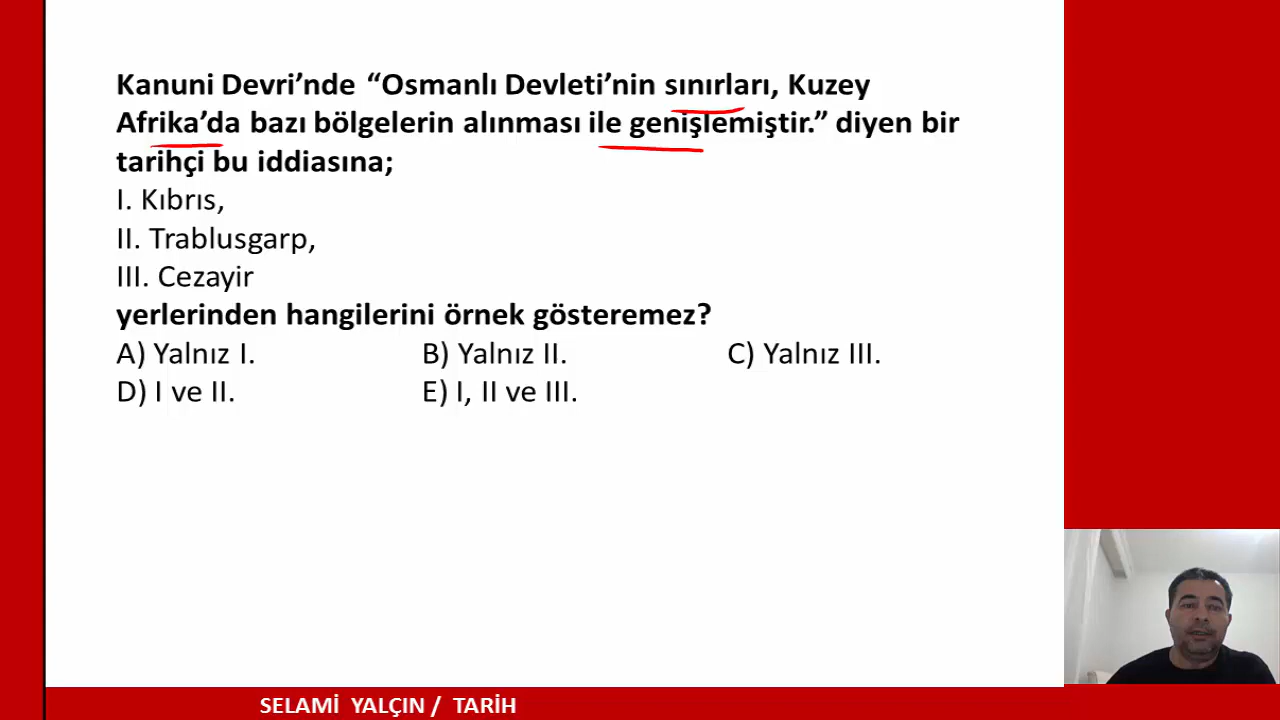 Kanuni Devri’nde “Osmanlı Devleti’nin sınırları, Kuzey
Afrika’da bazı bölgelerin alınması ile genişlemiştir.” diyen bir
tarihçi bu iddiasına;
I. Kıbrıs,
II. Trablusgarp,
III. Cezayir
yerlerinden hangilerini örnek gösteremez?
A) Yalnız I. B) Yalnız II. C) Yalnız III.
D) I ve II. E) I, II ve III.
SELAMİ YALÇIN / TARİH